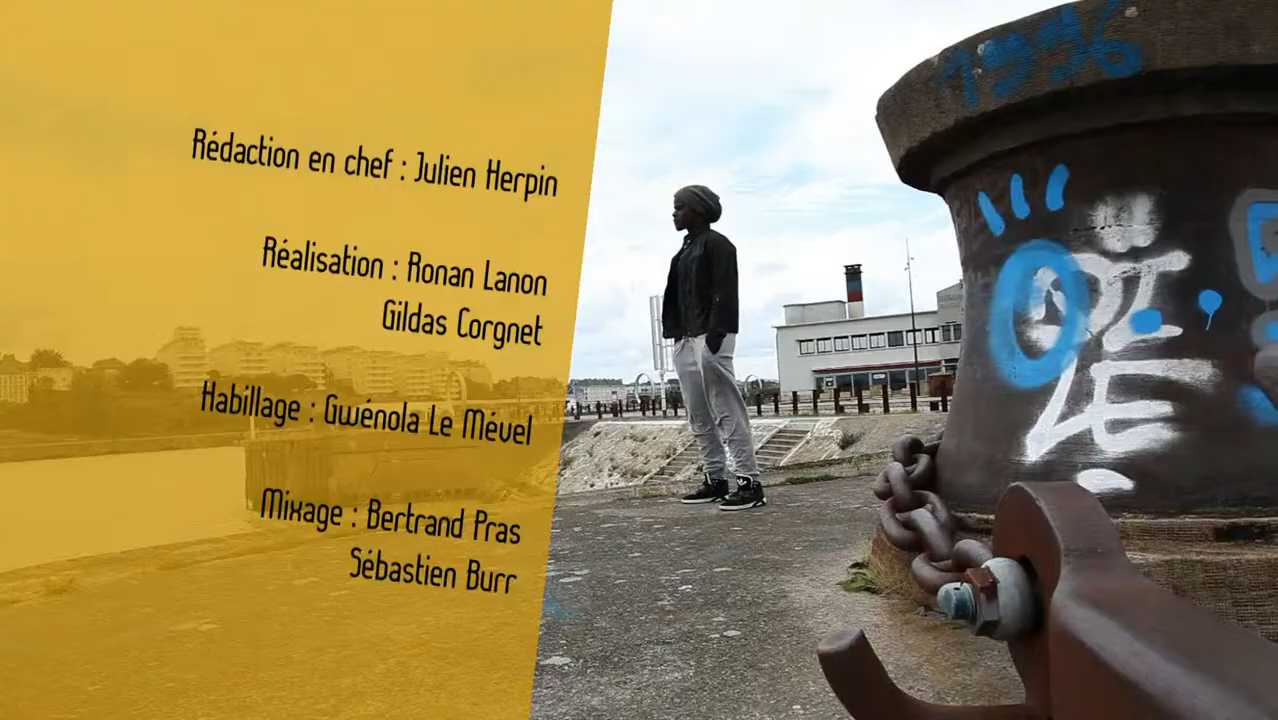 Rédaction en chef : Julien Herpin
Réalisation : Ronan Lanon
Gildas Corgnet
Habillage : Gwénola Le Mével
Mixage : Bertrand Pras
Sébastien Burr
1996
LE